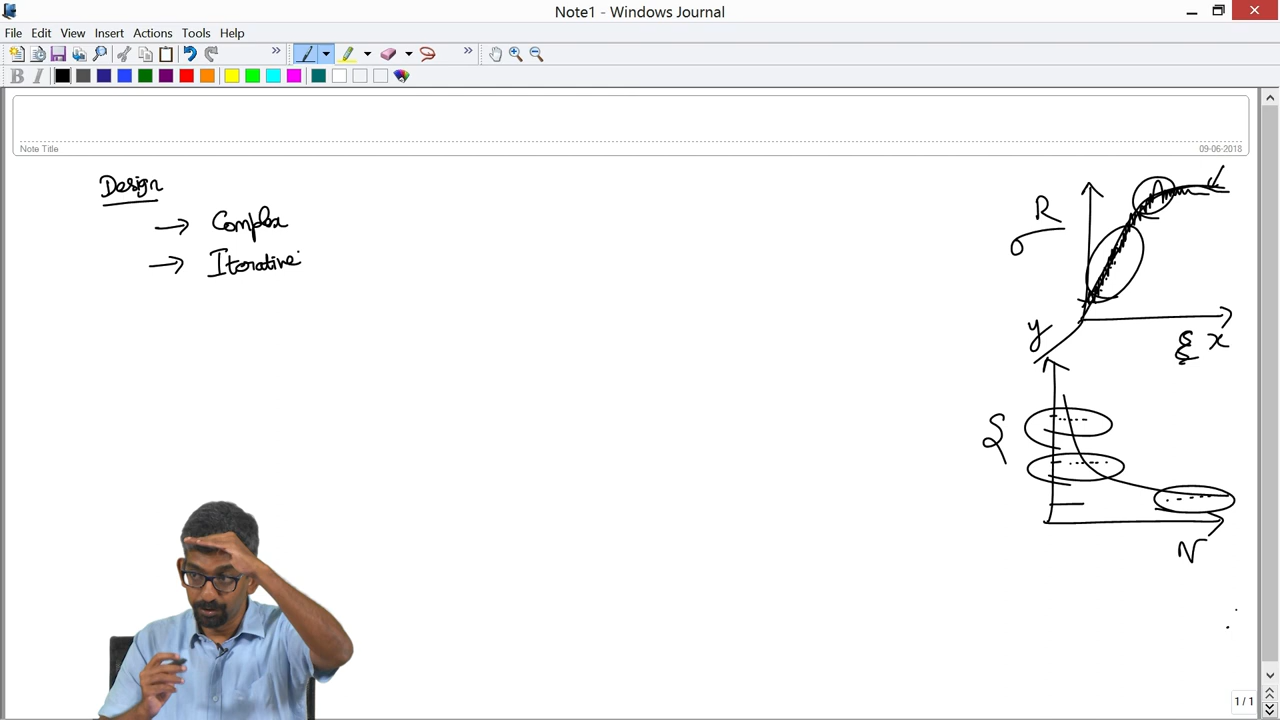 Note1 - Windows Journal
File Edit View Insert Actions Tools Help
B I
Note Title
09-06-2018
Design
→ Complex
→ Iterative
R
σ
y
x
S
N
1 / 1